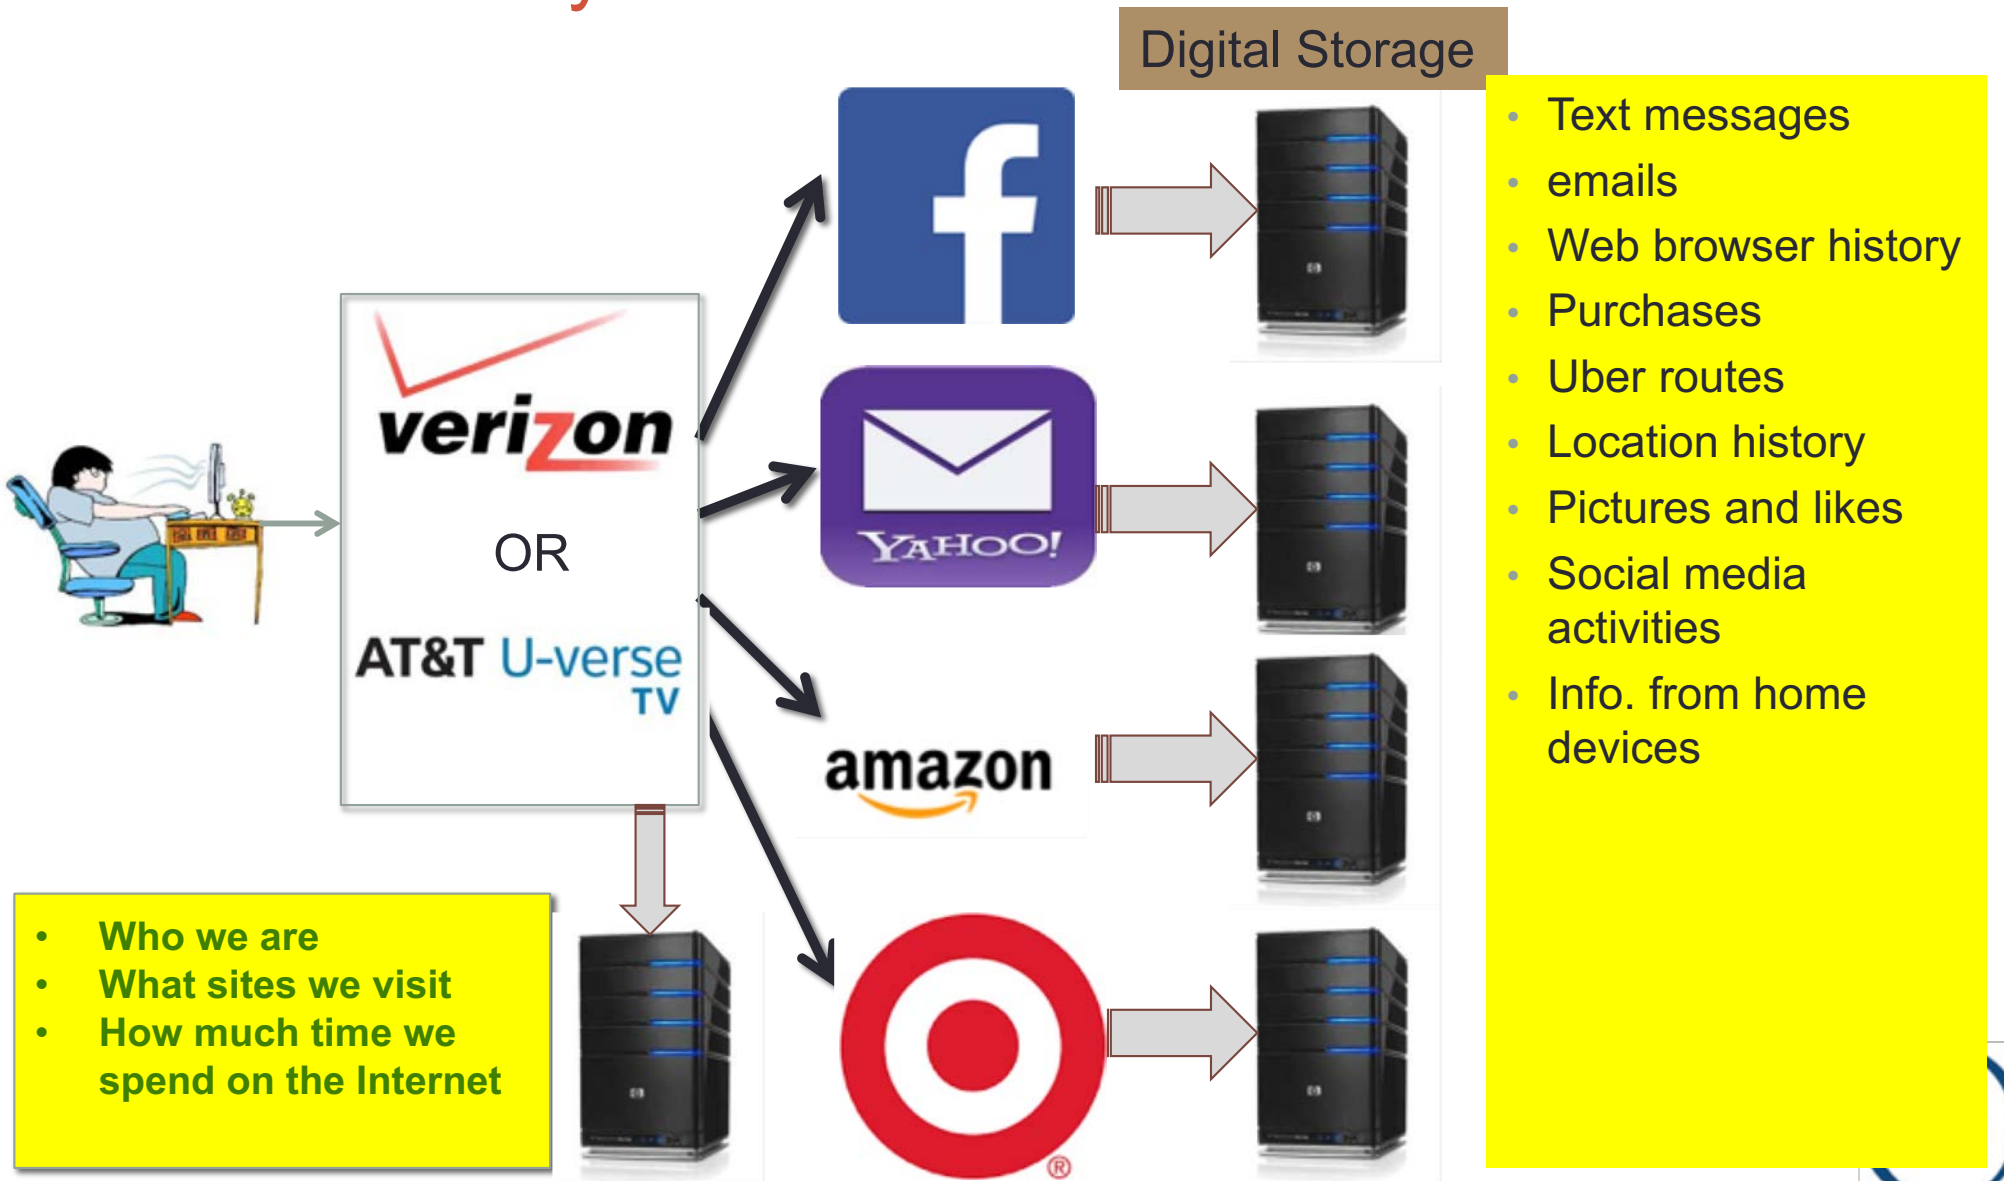 Digital Storage
• Text messages
• emails
• Web browser history
• Purchases
• Uber routes
• Location history
• Pictures and likes
• Social media
activities
• Info. from home
devices
verizon
OR
AT&T U-verse
TV
YAHOO!
amazon
®
• Who we are
• What sites we visit
• How much time we
spend on the Internet